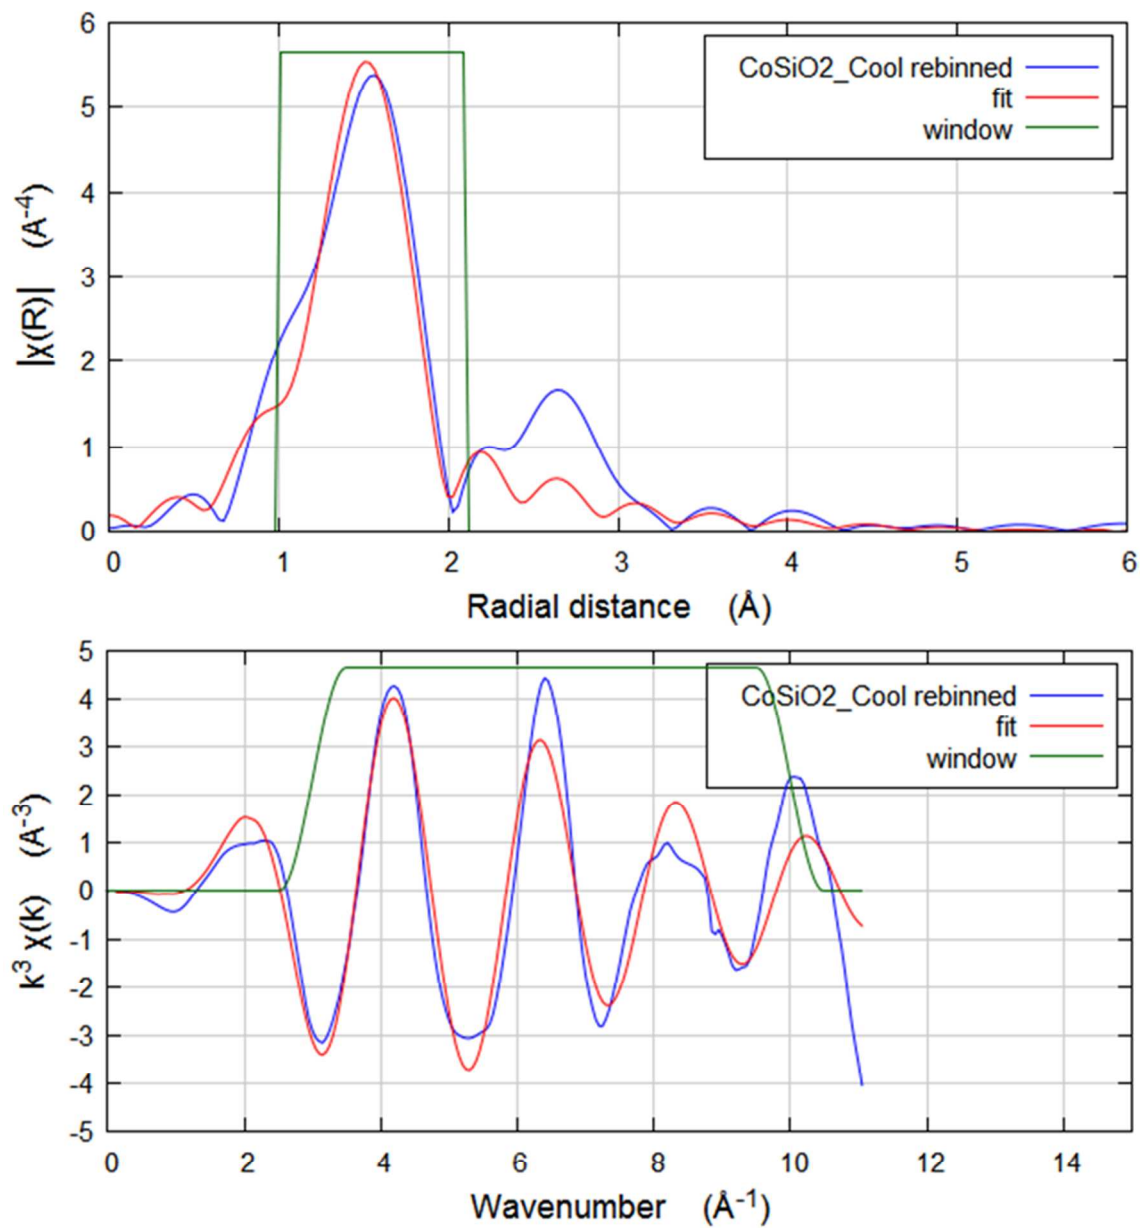 6
5
4
3
2
1
0
|χ(R)| (A⁻⁴)
CoSiO2_Cool rebinned
fit
window
0 1 2 3 4 5 6
Radial distance (Å)
5
4
3
2
1
0
-1
-2
-3
-4
-5
k³ χ(k) (A⁻³)
CoSiO2_Cool rebinned
fit
window
0 2 4 6 8 10 12 14
Wavenumber (Å⁻¹)